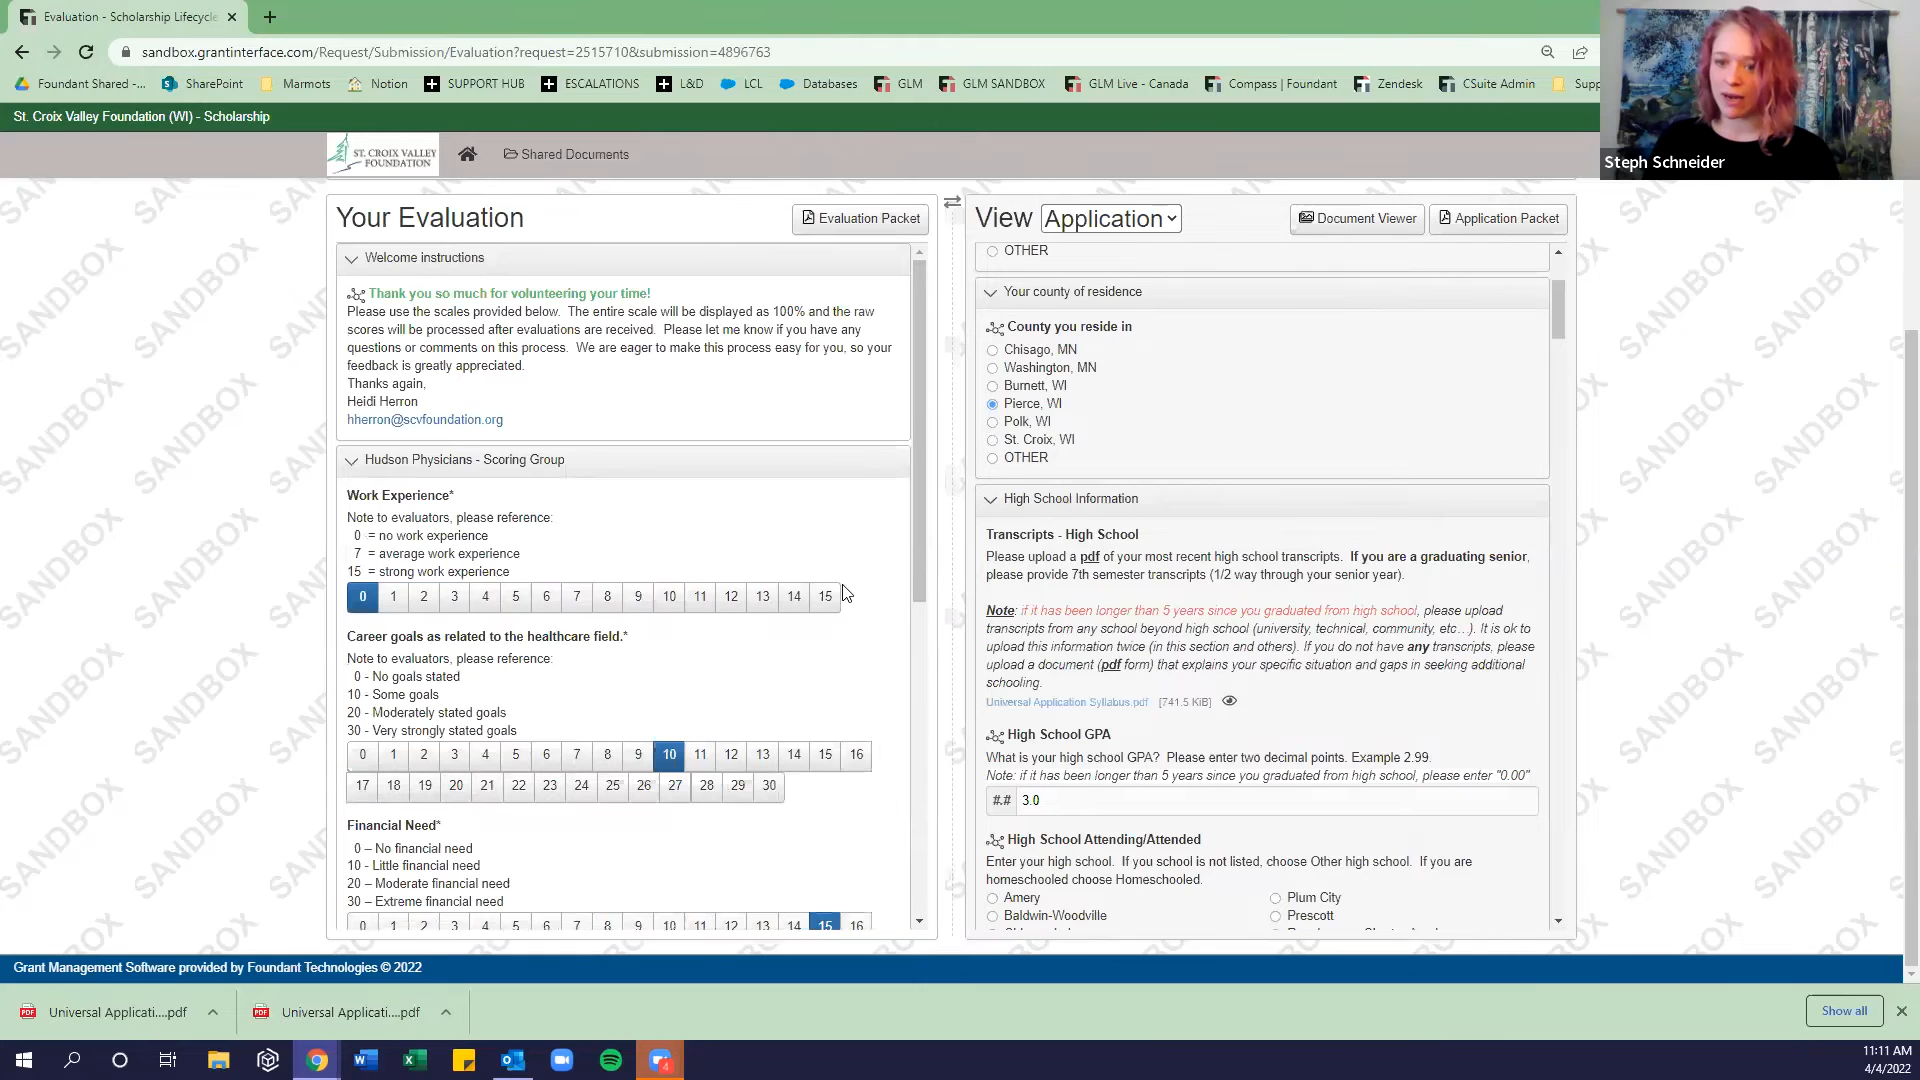 Evaluation - Scholarship Lifecycle
sandbox.grantinterface.com/Request/Submission/Evaluation?request=2515710&submission=4896763
Foundant Shared -... SharePoint Marmots Notion SUPPORT HUB ESCALATIONS L&D LCL Databases GLM GLM SANDBOX GLM Live - Canada Compass | Foundant Zendesk CSuite Admin Supp
St. Croix Valley Foundation (WI) - Scholarship
Steph Schneider
ST. CROIX VALLEY
FOUNDATION
Shared Documents
Your Evaluation
Evaluation Packet
Welcome instructions
Thank you so much for volunteering your time!
Please use the scales provided below. The entire scale will be displayed as 100% and the raw
scores will be processed after evaluations are received. Please let me know if you have any
questions or comments on this process. We are eager to make this process easy for you, so your
feedback is greatly appreciated.
Thanks again,
Heidi Herron
hherron@scvfoundation.org
Hudson Physicians - Scoring Group
Work Experience*
Note to evaluators, please reference:
0 = no work experience
7 = average work experience
15 = strong work experience
0 1 2 3 4 5 6 7 8 9 10 11 12 13 14 15
Career goals as related to the healthcare field.*
Note to evaluators, please reference:
0 - No goals stated
10 - Some goals
20 - Moderately stated goals
30 - Very strongly stated goals
0 1 2 3 4 5 6 7 8 9 10 11 12 13 14 15 16
17 18 19 20 21 22 23 24 25 26 27 28 29 30
Financial Need*
0 – No financial need
10 - Little financial need
20 – Moderate financial need
30 – Extreme financial need
0 1 2 3 4 5 6 7 8 9 10 11 12 13 14 15 16
View Application
Document Viewer
Application Packet
OTHER
Your county of residence
County you reside in
Chisago, MN
Washington, MN
Burnett, WI
Pierce, WI
Polk, WI
St. Croix, WI
OTHER
High School Information
Transcripts - High School
Please upload a pdf of your most recent high school transcripts. If you are a graduating senior,
please provide 7th semester transcripts (1/2 way through your senior year).
Note: if it has been longer than 5 years since you graduated from high school, please upload
transcripts from any school beyond high school (university, technical, community, etc…). It is ok to
upload this information twice (in this section and others). If you do not have any transcripts, please
upload a document (pdf form) that explains your specific situation and gaps in seeking additional
schooling.
Universal Application Syllabus.pdf [741.5 KiB]
High School GPA
What is your high school GPA? Please enter two decimal points. Example 2.99.
Note: if it has been longer than 5 years since you graduated from high school, please enter "0.00"
#.# 3.0
High School Attending/Attended
Enter your high school. If you school is not listed, choose Other high school. If you are
homeschooled choose Homeschooled.
Amery Plum City
Baldwin-Woodville Prescott
SANDBOX
Grant Management Software provided by Foundant Technologies © 2022
Universal Applicati....pdf Universal Applicati....pdf Show all
4
11:11 AM
4/4/2022